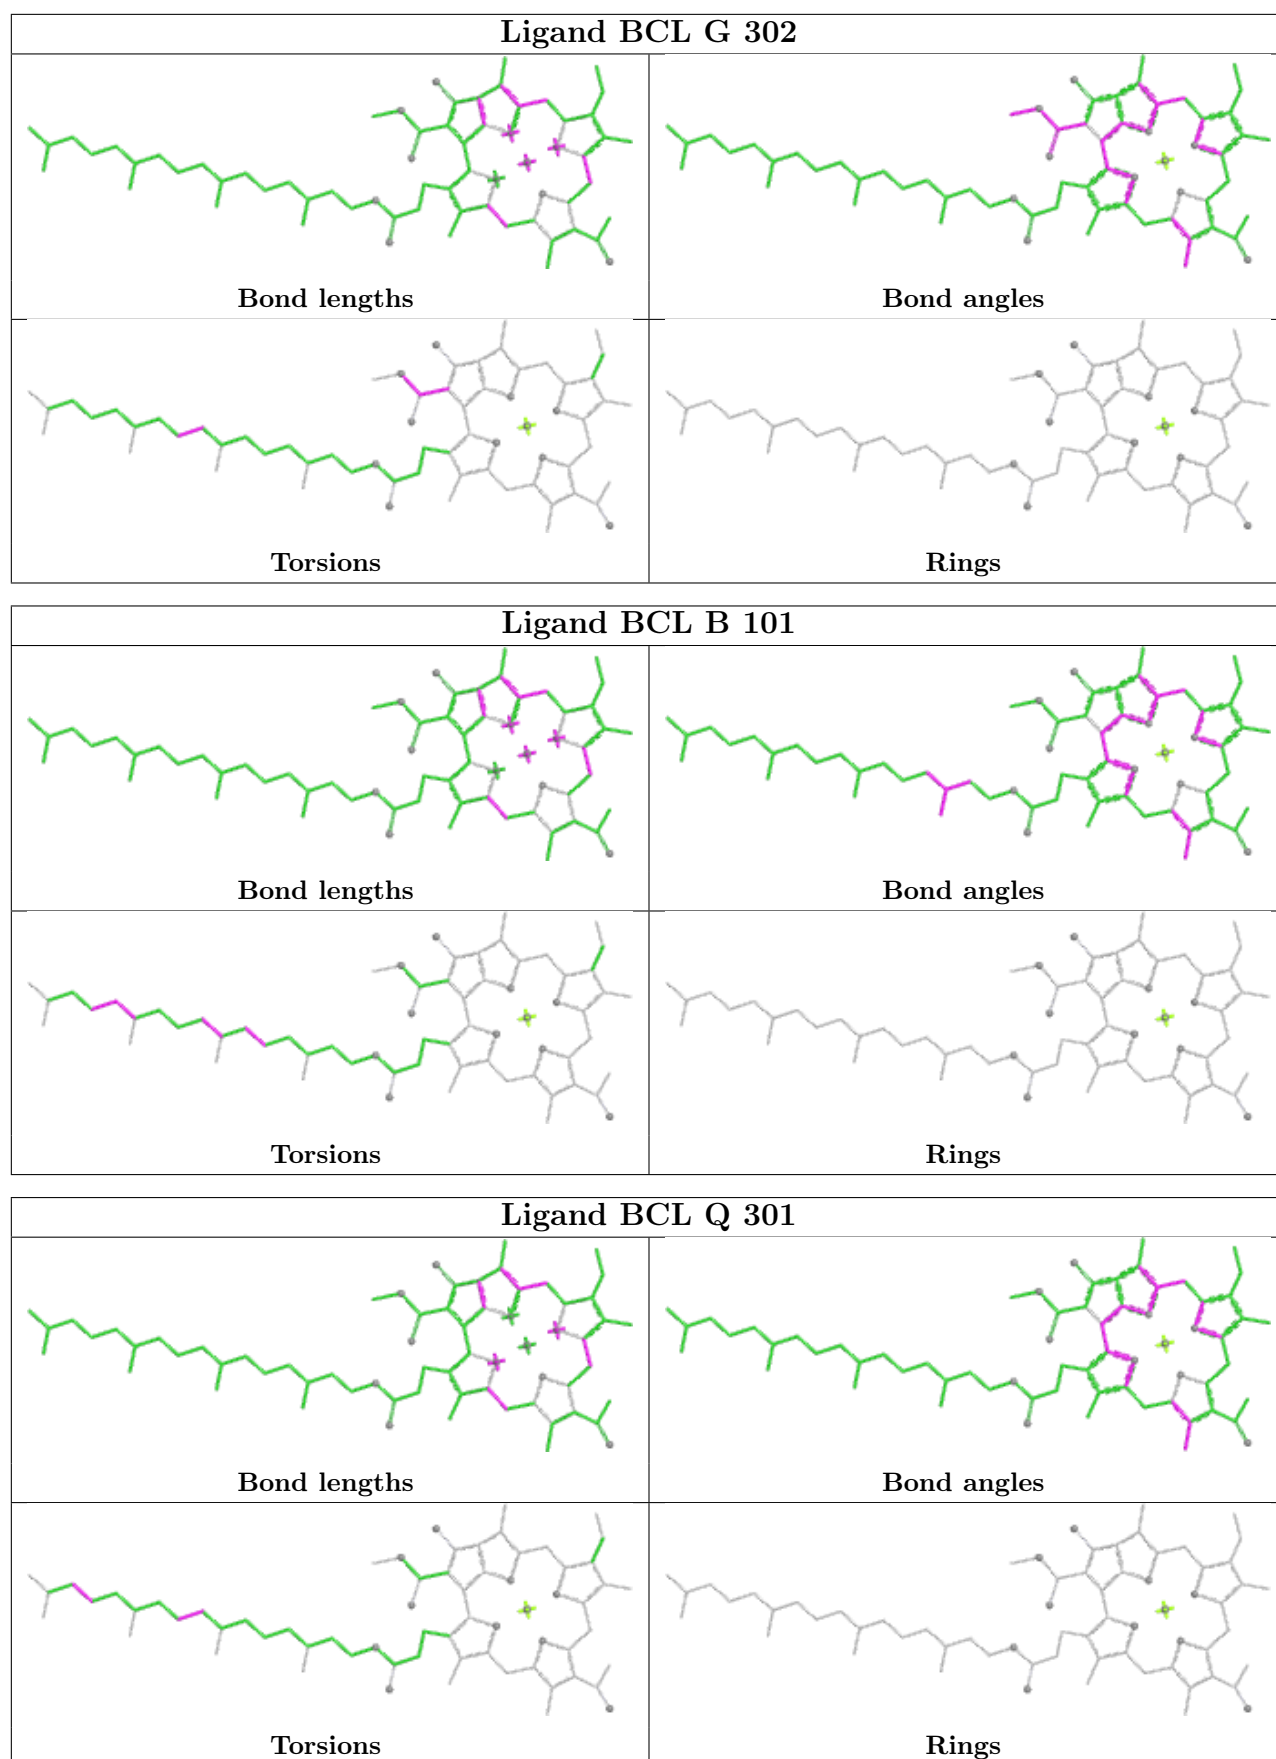 Ligand BCL G 302
Bond lengths
Bond angles
Torsions
Rings
Ligand BCL B 101
Bond lengths
Bond angles
Torsions
Rings
Ligand BCL Q 301
Bond lengths
Bond angles
Torsions
Rings